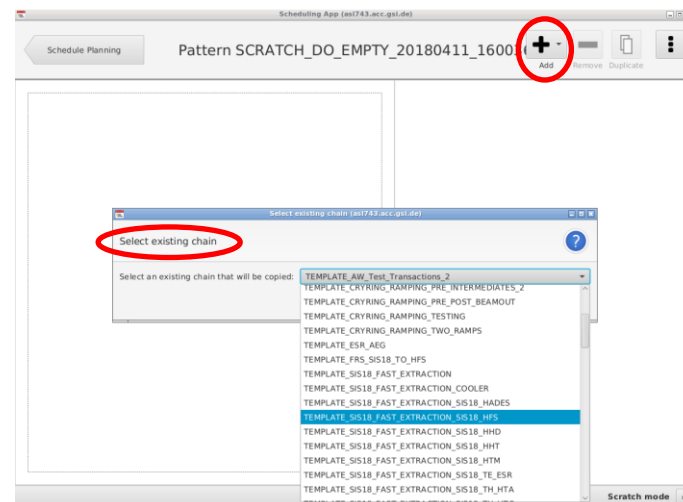 Scheduling App (asl743.acc.gsi.de)
Schedule Planning
Pattern SCRATCH_DO_EMPTY_20180411_16003
Add
Remove
Duplicate
Select existing chain (asl743.acc.gsi.de)
Select existing chain
?
Select an existing chain that will be copied:
TEMPLATE_AW_Test_Transactions_2
TEMPLATE_CRYRING_RAMPING_PRE_INTERMEDIATES_2
TEMPLATE_CRYRING_RAMPING_PRE_POST_BEAMOUT
TEMPLATE_CRYRING_RAMPING_TESTING
TEMPLATE_CRYRING_RAMPING_TWO_RAMPS
TEMPLATE_ESR_AEG
TEMPLATE_FRS_SIS18_TO_HFS
TEMPLATE_SIS18_FAST_EXTRACTION
TEMPLATE_SIS18_FAST_EXTRACTION_COOLER
TEMPLATE_SIS18_FAST_EXTRACTION_SIS18_HADES
TEMPLATE_SIS18_FAST_EXTRACTION_SIS18_HFS
TEMPLATE_SIS18_FAST_EXTRACTION_SIS18_HHD
TEMPLATE_SIS18_FAST_EXTRACTION_SIS18_HHT
TEMPLATE_SIS18_FAST_EXTRACTION_SIS18_HTM
TEMPLATE_SIS18_FAST_EXTRACTION_SIS18_TE_ESR
TEMPLATE_SIS18_FAST_EXTRACTION_SIS18_TH_HTA
Scratch mode